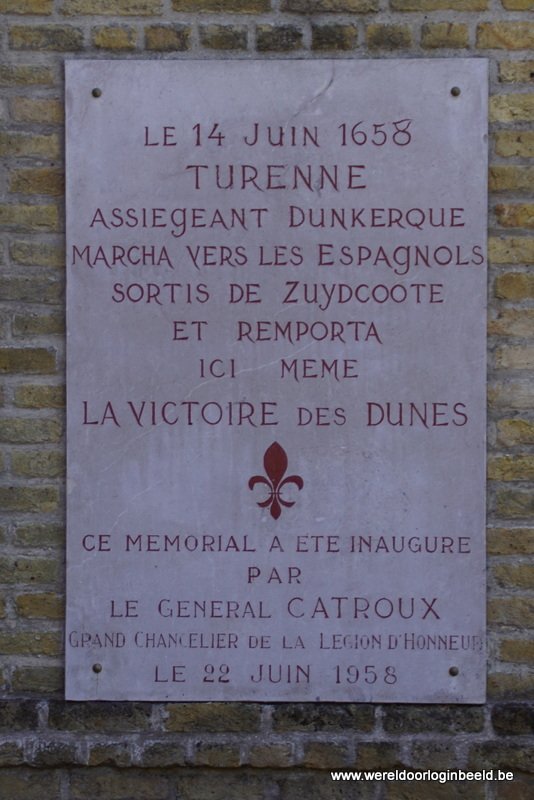 LE 14 JUIN 1658
TURENNE
ASSIEGEANT DUNKERQUE
MARCHA VERS LES ESPAGNOLS
SORTIS DE ZUYDCOOTE
ET REMPORTA
ICI MEME
LA VICTOIRE DES DUNES
CE MEMORIAL A ETE INAUGURE
PAR
LE GENERAL CATROUX
GRAND CHANCELIER DE LA LEGION D'HONNEUR
LE 22 JUIN 1958
www.wereldoorloginbeeld.be